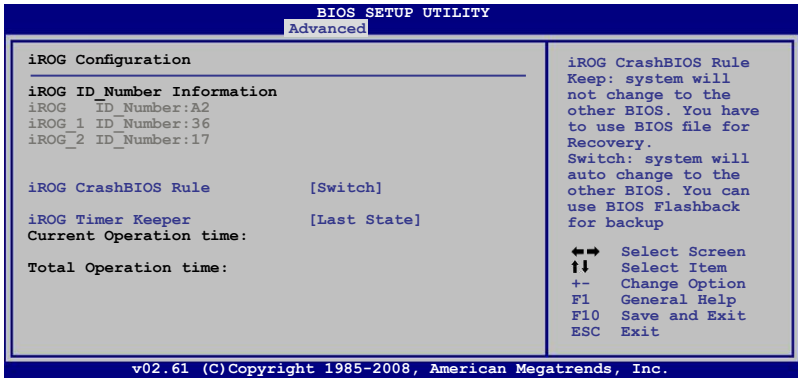 BIOS SETUP UTILITY
Advanced
iROG Configuration
iROG ID_Number Information
iROG ID_Number:A2
iROG_1 ID_Number:36
iROG_2 ID_Number:17
iROG CrashBIOS Rule [Switch]
iROG Timer Keeper [Last State]
Current Operation time:
Total Operation time:
iROG CrashBIOS Rule
Keep: system will
not change to the
other BIOS. You have
to use BIOS file for
Recovery.
Switch: system will
auto change to the
other BIOS. You can
use BIOS Flashback
for backup
←→ Select Screen
↑↓ Select Item
+- Change Option
F1 General Help
F10 Save and Exit
ESC Exit
v02.61 (C)Copyright 1985-2008, American Megatrends, Inc.